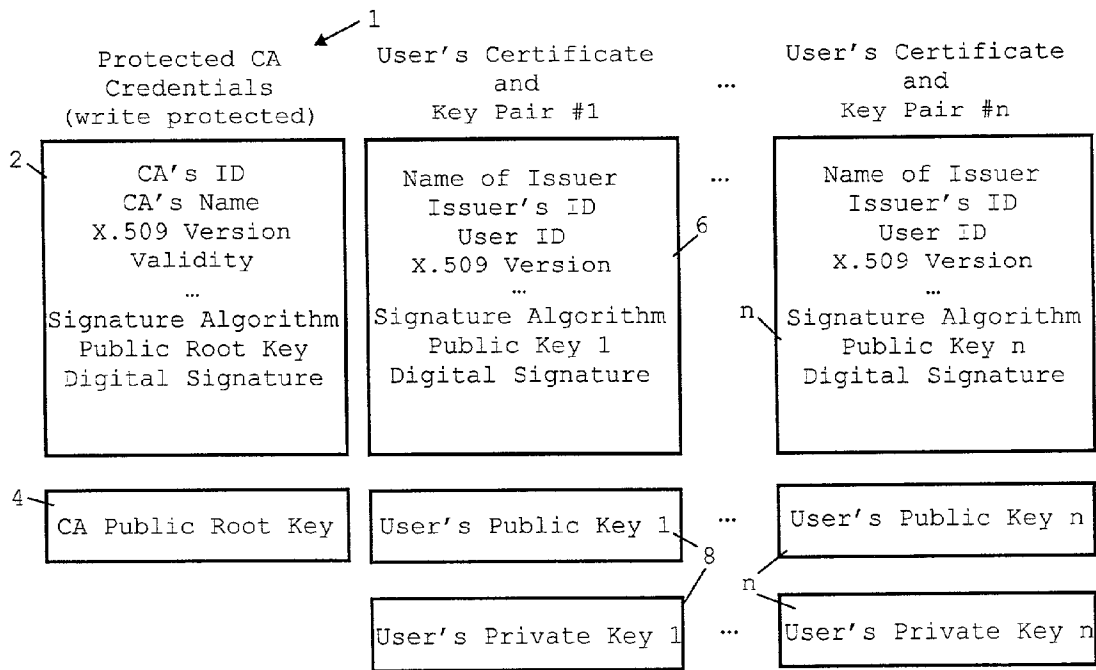 1
Protected CA
Credentials
(write protected)
User's Certificate
and
Key Pair #1
...
User's Certificate
and
Key Pair #n
2
CA's ID
CA's Name
X.509 Version
Validity
...
Signature Algorithm
Public Root Key
Digital Signature
Name of Issuer
Issuer's ID
User ID
X.509 Version
...
Signature Algorithm
Public Key 1
Digital Signature
6
...
n
Name of Issuer
Issuer's ID
User ID
X.509 Version
...
Signature Algorithm
Public Key n
Digital Signature
4
CA Public Root Key
User's Public Key 1
...
User's Public Key n
8
n
User's Private Key 1
...
User's Private Key n